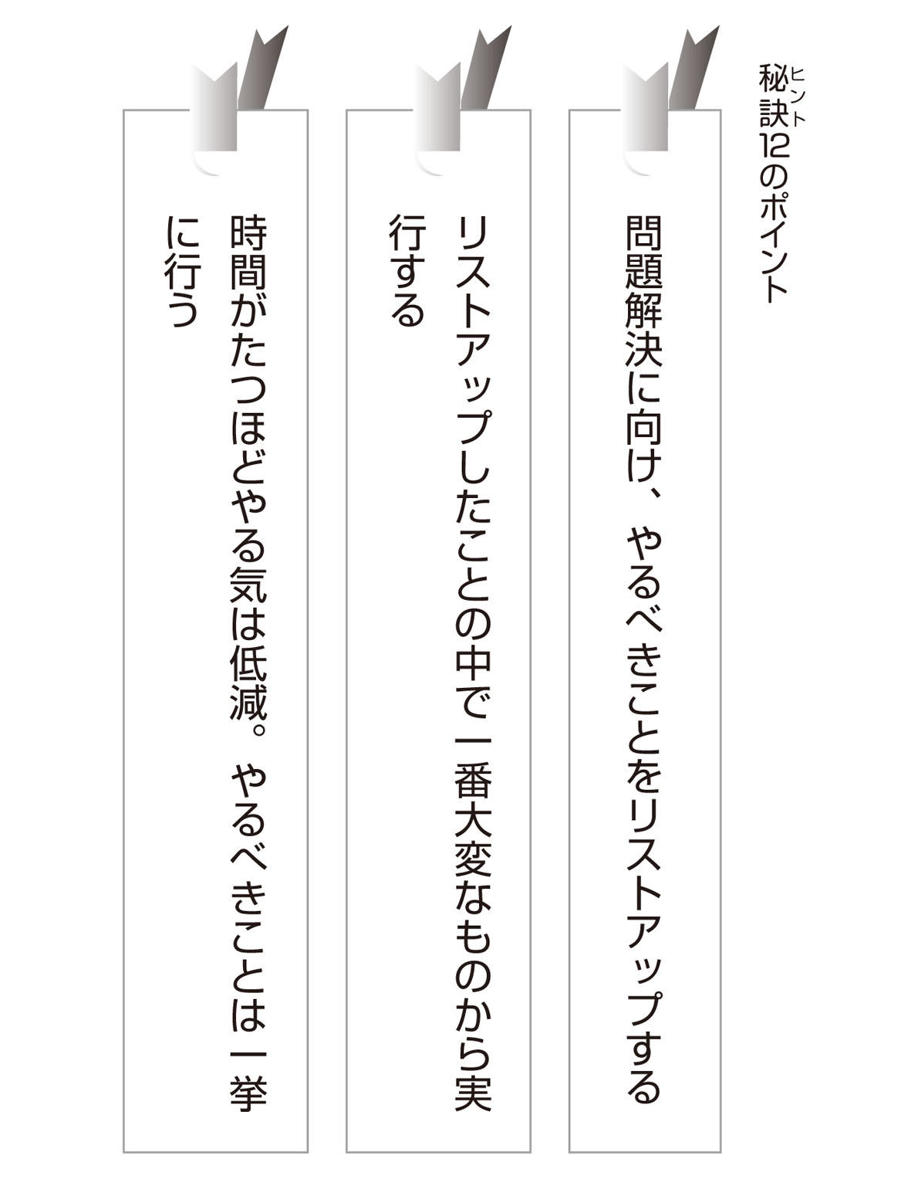 秘訣12のポイント
ヒント
問題解決に向け、やるべきことをリストアップする
リストアップしたことの中で一番大変なものから実
行する
時間がたつほどやる気は低減。やるべきことは一挙
に行う